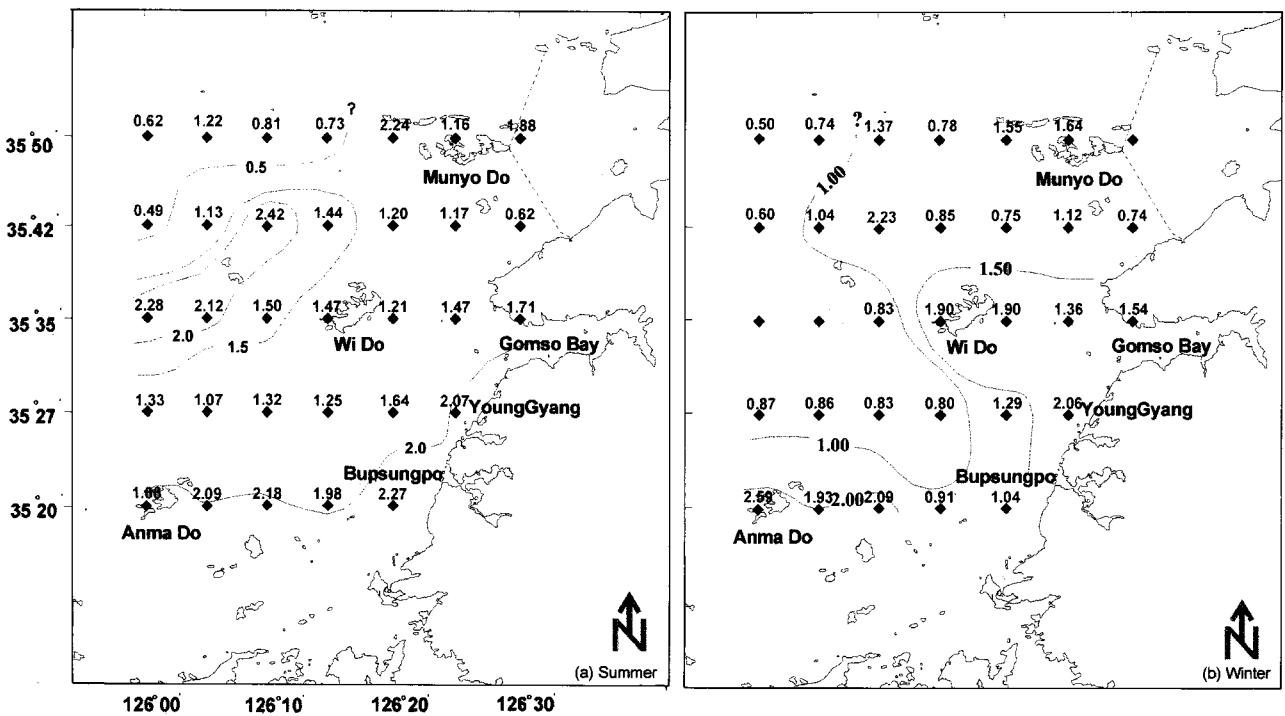 ?
0.62 1.22 0.81 0.73 2.24 1.16 1.88
35°50
Munyo Do
0.5
0.49 1.13 2.42 1.44 1.20 1.17 0.62
35°42
2.28 2.12 1.50 1.47 1.21 1.47 1.71
35°35
2.0
1.5
Wi Do
Gomso Bay
1.33 1.07 1.32 1.25 1.64 2.07
35°27
YoungGyang
2.0
Bupsungpo
2.09 2.18 1.98 2.27
35°20
Anma Do
N
(a) Summer
126°00 126°10 126°20 126°30
?
0.50 0.74 1.37 0.78 1.55 1.64
Munyo Do
1.00
0.60 1.04 2.23 0.85 0.75 1.12 0.74
1.50
0.83 1.90 1.90 1.36 1.54
Wi Do
Gomso Bay
0.87 0.86 0.83 0.80 1.29 2.06
YoungGyang
1.00
Bupsungpo
2.59 1.93 2.00 2.09 0.91 1.04
Anma Do
N
(b) Winter